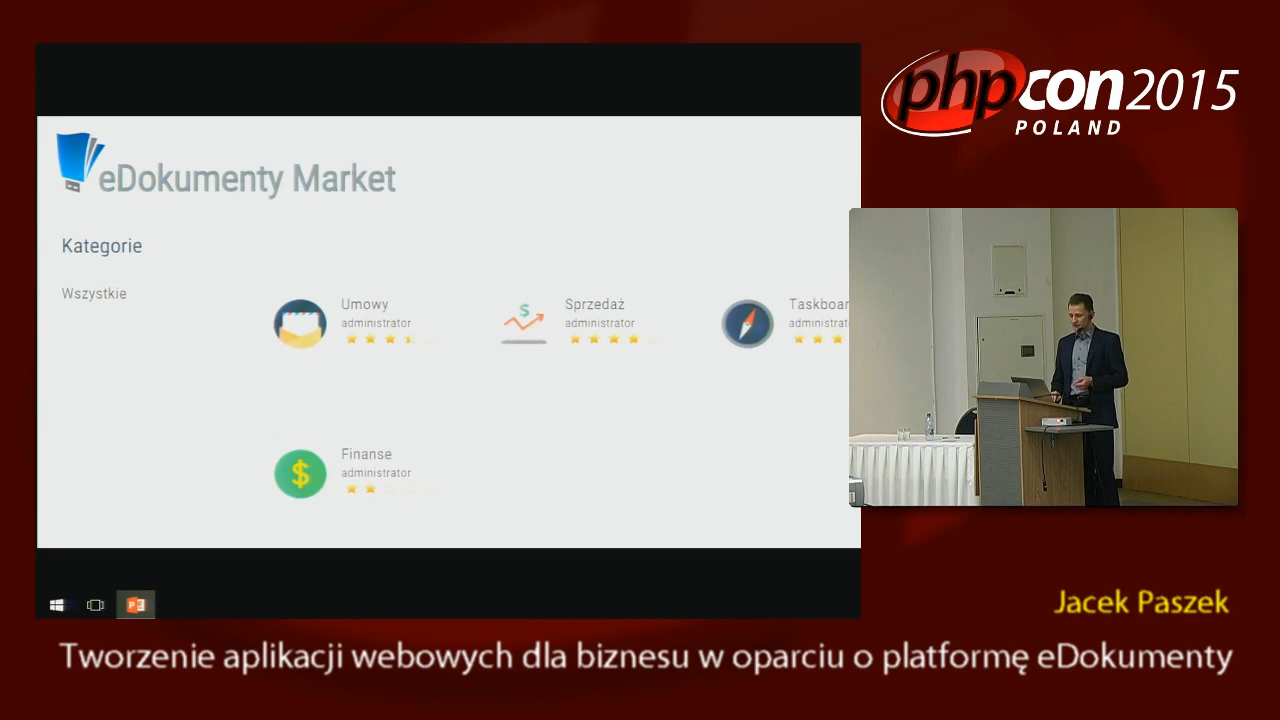 phpcon2015
POLAND
eDokumenty Market
Kategorie
Wszystkie
Umowy
administrator
Sprzedaż
administrator
Finanse
administrator
Jacek Paszek
Tworzenie aplikacji webowych dla biznesu w oparciu o platformę eDokumenty